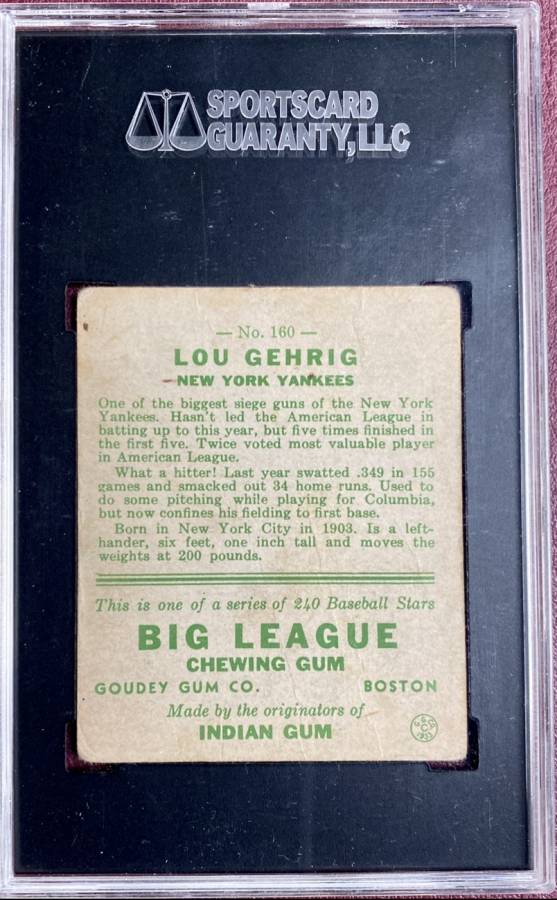 SPORTSCARD
GUARANTY, LLC
— No. 160 —
LOU GEHRIG
NEW YORK YANKEES
One of the biggest siege guns of the New York
Yankees. Hasn't led the American League in
batting up to this year, but five times finished in
the first five. Twice voted most valuable player
in American League.
What a hitter! Last year swatted .349 in 155
games and smacked out 34 home runs. Used to
do some pitching while playing for Columbia,
but now confines his fielding to first base.
Born in New York City in 1903. Is a left-
hander, six feet, one inch tall and moves the
weights at 200 pounds.
This is one of a series of 240 Baseball Stars
BIG LEAGUE
CHEWING GUM
GOUDEY GUM CO. BOSTON
Made by the originators of
INDIAN GUM